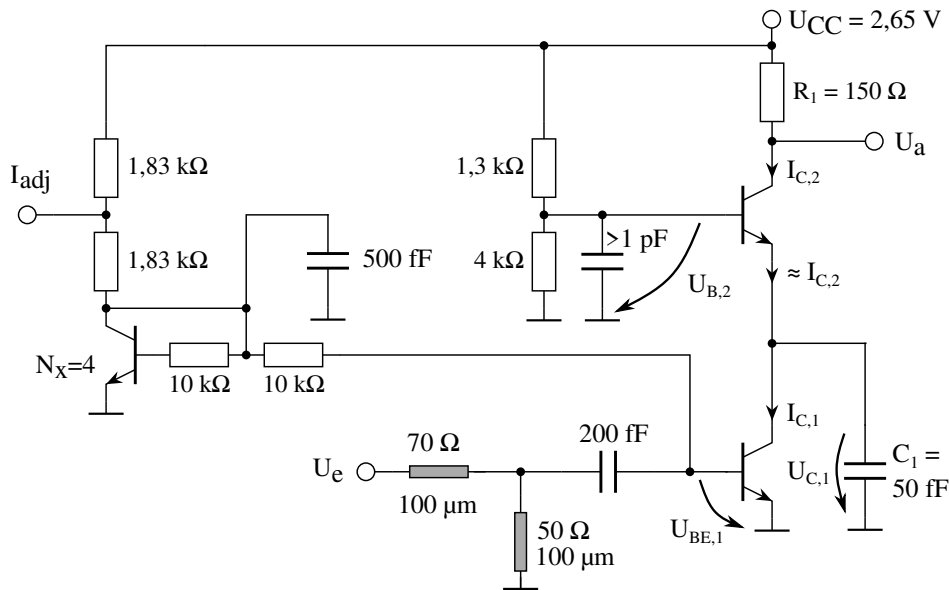 U_CC = 2,65 V
R_1 = 150 Ω
U_a
I_adj
1,83 kΩ
1,3 kΩ
I_C,2
1,83 kΩ
500 fF
4 kΩ
>1 pF
U_B,2
≈ I_C,2
N_X=4
10 kΩ
10 kΩ
I_C,1
70 Ω
200 fF
U_e
100 µm
U_C,1
C_1 =
50 fF
50 Ω
100 µm
U_BE,1